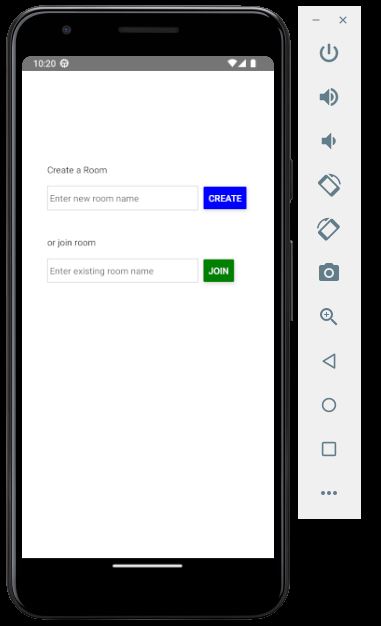 10:20
Create a Room
Enter new room name
CREATE
or join room
Enter existing room name
JOIN